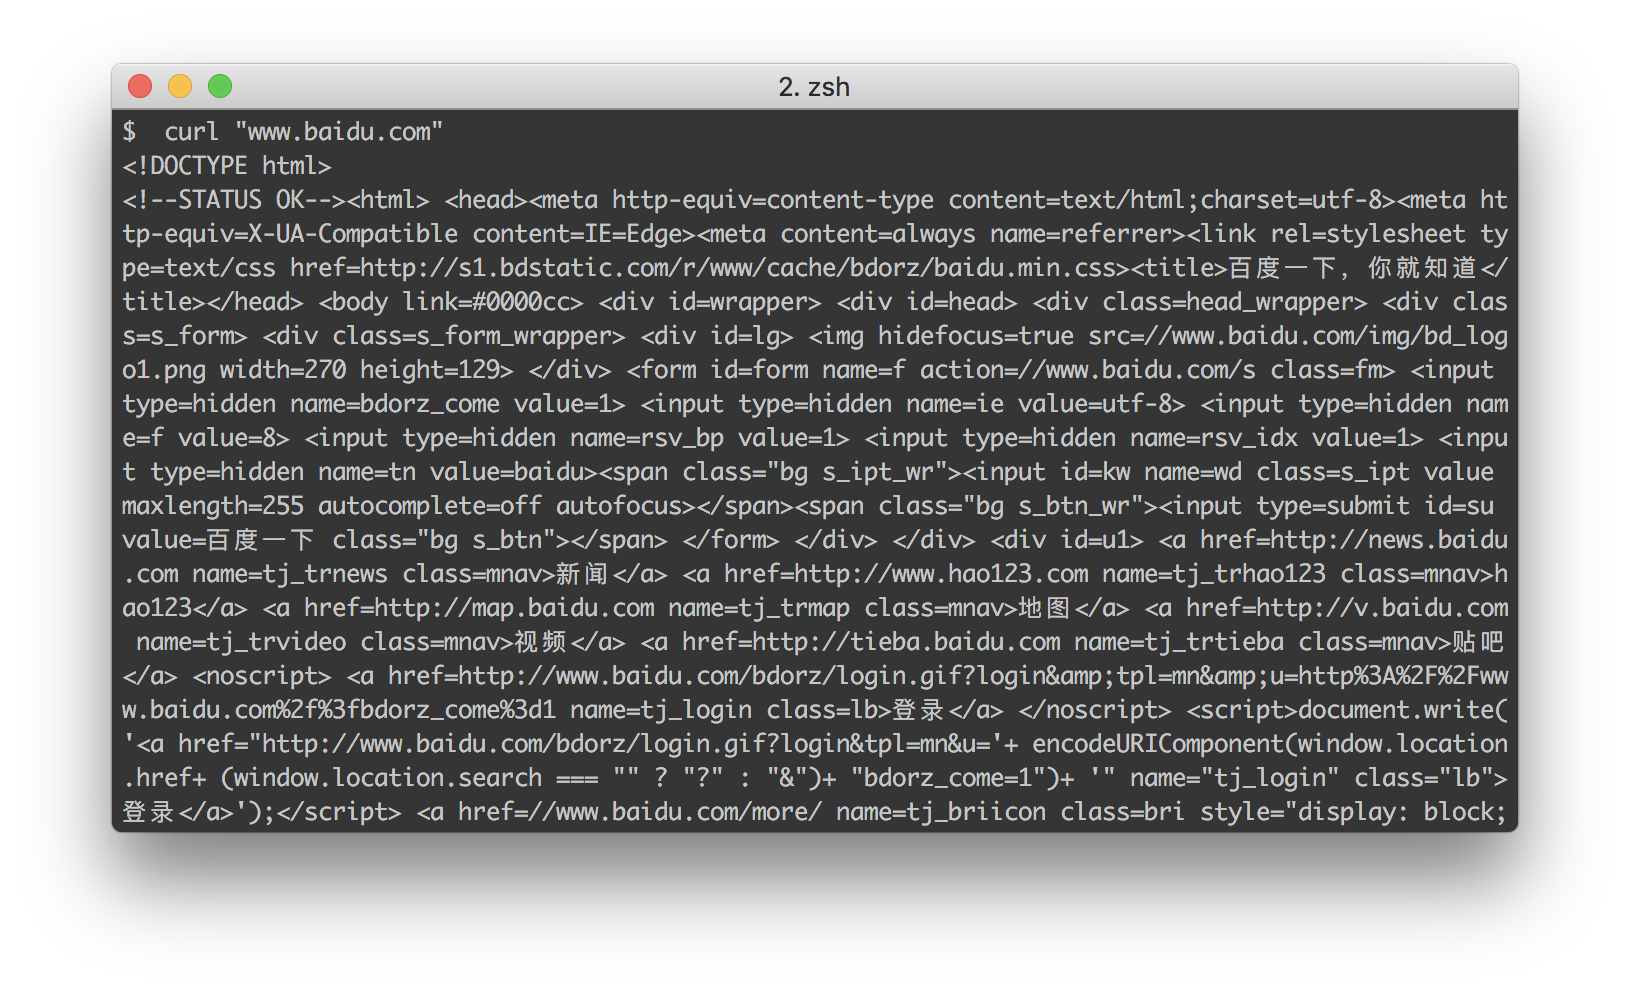 2. zsh
$  curl "www.baidu.com"
<!DOCTYPE html>
<!--STATUS OK--><html> <head><meta http-equiv=content-type content=text/html;charset=utf-8><meta ht
tp-equiv=X-UA-Compatible content=IE=Edge><meta content=always name=referrer><link rel=stylesheet ty
pe=text/css href=http://s1.bdstatic.com/r/www/cache/bdorz/baidu.min.css><title>百度一下，你就知道</
title></head> <body link=#0000cc> <div id=wrapper> <div id=head> <div class=head_wrapper> <div clas
s=s_form> <div class=s_form_wrapper> <div id=lg> <img hidefocus=true src=//www.baidu.com/img/bd_log
o1.png width=270 height=129> </div> <form id=form name=f action=//www.baidu.com/s class=fm> <input
type=hidden name=bdorz_come value=1> <input type=hidden name=ie value=utf-8> <input type=hidden nam
e=f value=8> <input type=hidden name=rsv_bp value=1> <input type=hidden name=rsv_idx value=1> <inpu
t type=hidden name=tn value=baidu><span class="bg s_ipt_wr"><input id=kw name=wd class=s_ipt value
maxlength=255 autocomplete=off autofocus></span><span class="bg s_btn_wr"><input type=submit id=su
value=百度一下 class="bg s_btn"></span> </form> </div> </div> <div id=u1> <a href=http://news.baidu
.com name=tj_trnews class=mnav>新闻</a> <a href=http://www.hao123.com name=tj_trhao123 class=mnav>h
ao123</a> <a href=http://map.baidu.com name=tj_trmap class=mnav>地图</a> <a href=http://v.baidu.com
 name=tj_trvideo class=mnav>视频</a> <a href=http://tieba.baidu.com name=tj_trtieba class=mnav>贴吧
</a> <noscript> <a href=http://www.baidu.com/bdorz/login.gif?login&amp;tpl=mn&amp;u=http%3A%2F%2Fww
w.baidu.com%2f%3fbdorz_come%3d1 name=tj_login class=lb>登录</a> </noscript> <script>document.write(
'<a href="http://www.baidu.com/bdorz/login.gif?login&tpl=mn&u='+ encodeURIComponent(window.location
.href+ (window.location.search === "" ? "?" : "&")+ "bdorz_come=1")+ '" name="tj_login" class="lb">
登录</a>');</script> <a href=//www.baidu.com/more/ name=tj_briicon class=bri style="display: block;